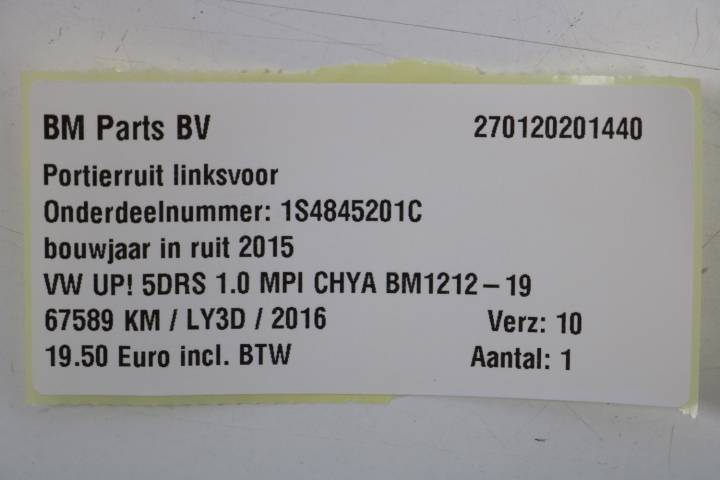 BM Parts BV 270120201440
Portierruit linksvoor
Onderdeelnummer: 1S4845201C
bouwjaar in ruit 2015
VW UP! 5DRS 1.0 MPI CHYA BM1212-19
67589 KM / LY3D / 2016 Verz: 10
19.50 Euro incl. BTW Aantal: 1